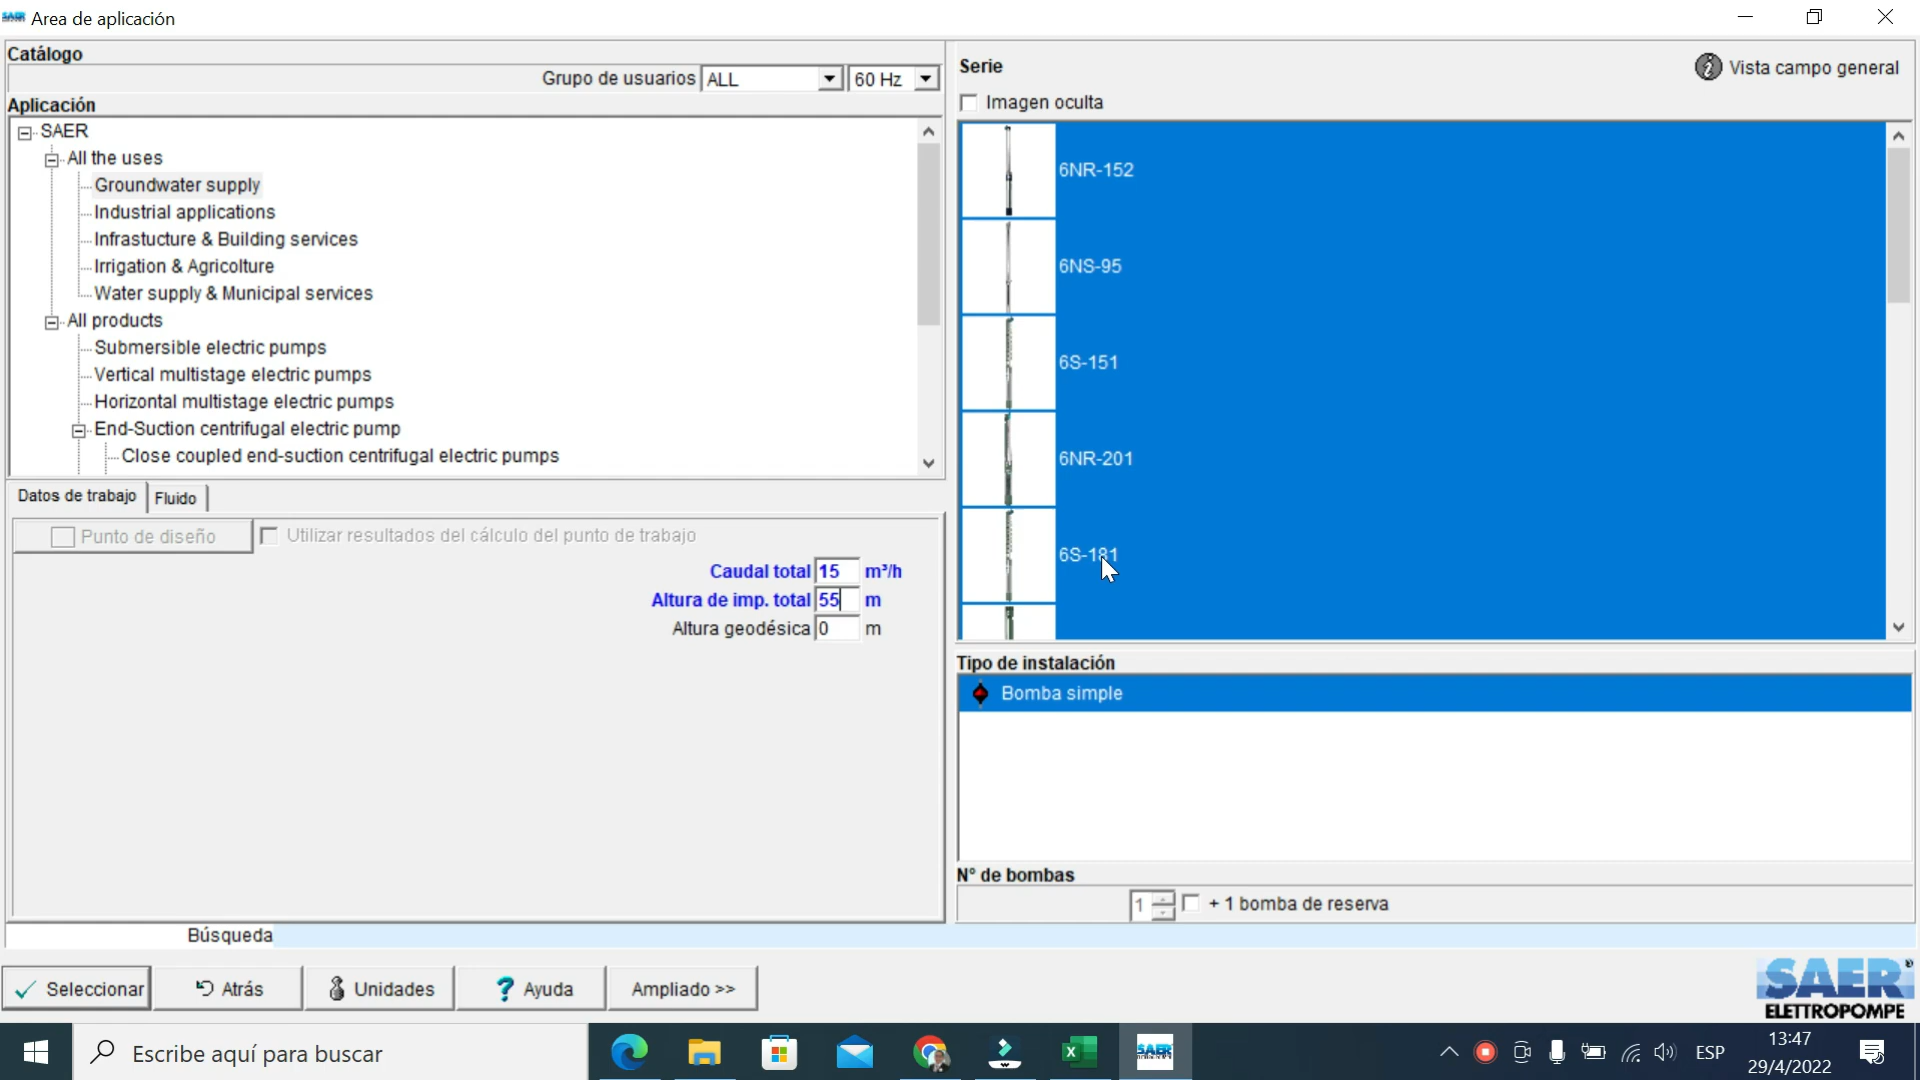 SAER Area de aplicación
Catálogo
Grupo de usuarios ALL 60 Hz
Aplicación
SAER
All the uses
Groundwater supply
Industrial applications
Infrastucture & Building services
Irrigation & Agricolture
Water supply & Municipal services
All products
Submersible electric pumps
Vertical multistage electric pumps
Horizontal multistage electric pumps
End-Suction centrifugal electric pump
Close coupled end-suction centrifugal electric pumps
Datos de trabajo Fluido
Punto de diseño Utilizar resultados del cálculo del punto de trabajo
Caudal total 15 m³/h
Altura de imp. total 55 m
Altura geodésica 0 m
Serie
Vista campo general
Imagen oculta
6NR-152
6NS-95
6S-151
6NR-201
6S-181
Tipo de instalación
Bomba simple
N° de bombas
1 + 1 bomba de reserva
Búsqueda
Seleccionar Atrás Unidades ? Ayuda Ampliado >>
SAER®
ELETTROPOMPE
Escribe aquí para buscar
SAER
ESP
13:47
29/4/2022